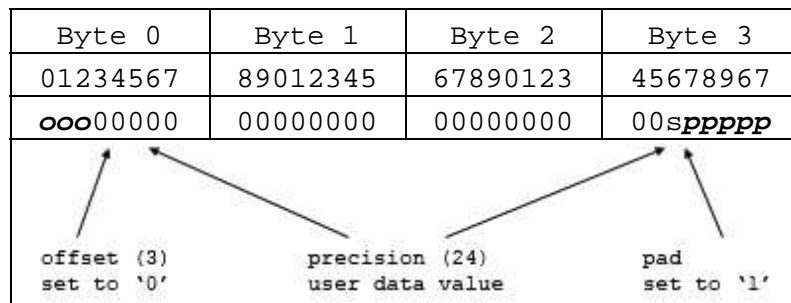 Byte 0 Byte 1 Byte 2 Byte 3
01234567 89012345 67890123 45678967
ooo00000 00000000 00000000 00sppppp
offset (3) precision (24) pad
set to ‘0’ user data value set to ‘1’